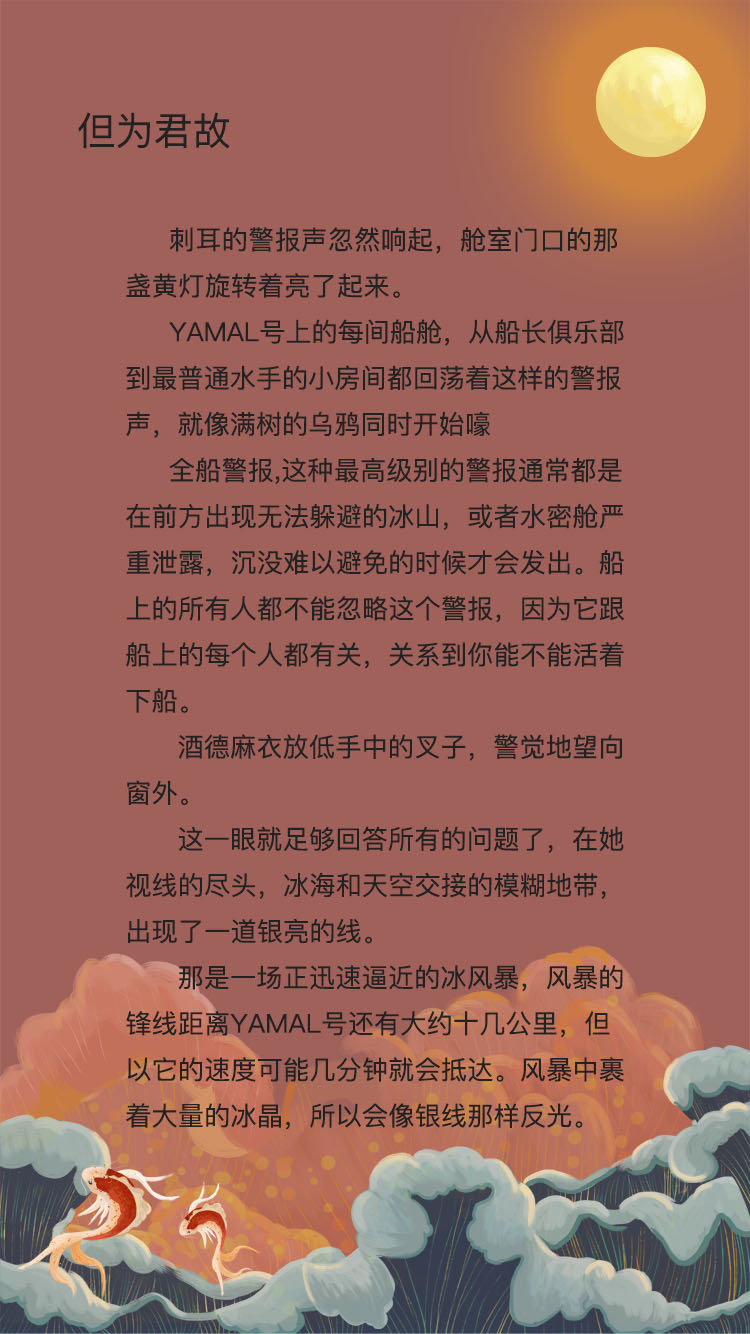 但为君故
刺耳的警报声忽然响起，舱室门口的那
盏黄灯旋转着亮了起来。
YAMAL号上的每间船舱，从船长俱乐部
到最普通水手的小房间都回荡着这样的警报
声，就像满树的乌鸦同时开始嚎
全船警报,这种最高级别的警报通常都是
在前方出现无法躲避的冰山，或者水密舱严
重泄露，沉没难以避免的时候才会发出。船
上的所有人都不能忽略这个警报，因为它跟
船上的每个人都有关，关系到你能不能活着
下船。
酒德麻衣放低手中的叉子，警觉地望向
窗外。
这一眼就足够回答所有的问题了，在她
视线的尽头，冰海和天空交接的模糊地带，
出现了一道银亮的线。
那是一场正迅速逼近的冰风暴，风暴的
锋线距离YAMAL号还有大约十几公里，但
以它的速度可能几分钟就会抵达。风暴中裹
着大量的冰晶，所以会像银线那样反光。